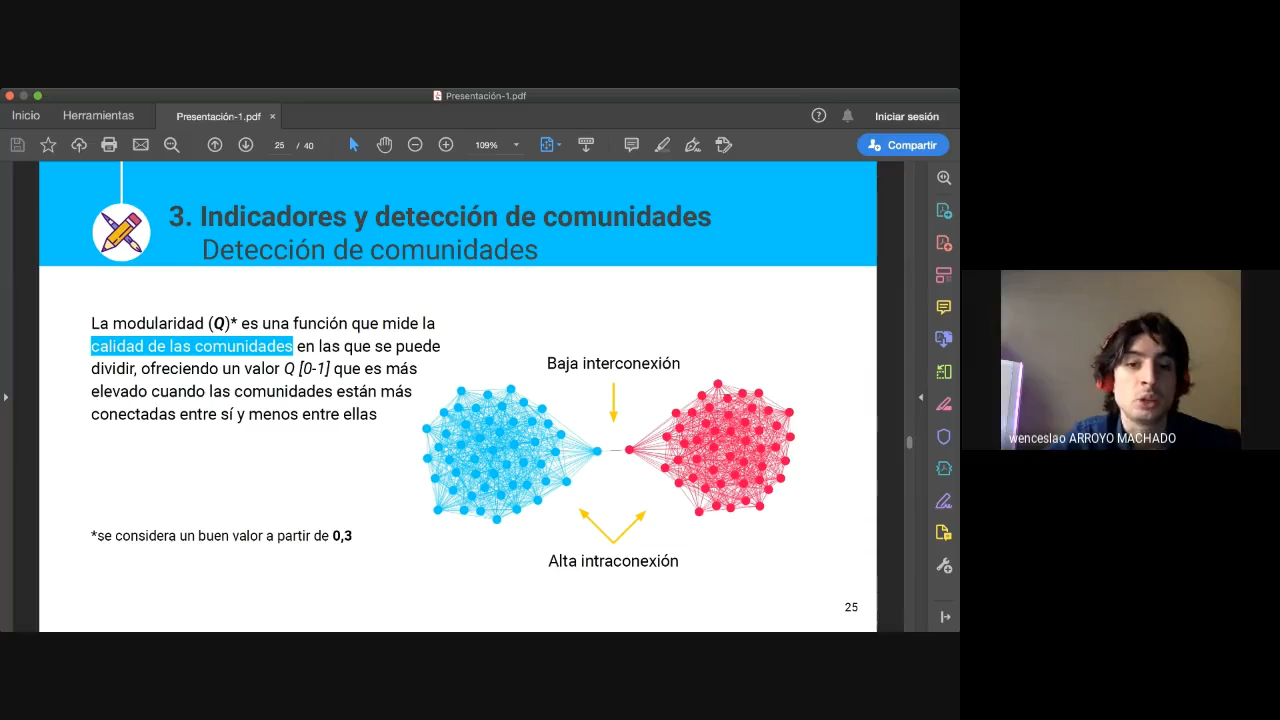 Presentación-1.pdf
Inicio
Herramientas
Presentación-1.pdf ×
Iniciar sesión
25 / 40
109%
Compartir
3. Indicadores y detección de comunidades
Detección de comunidades
La modularidad (Q)* es una función que mide la
calidad de las comunidades en las que se puede
dividir, ofreciendo un valor Q [0-1] que es más
elevado cuando las comunidades están más
conectadas entre sí y menos entre ellas
Baja interconexión
Alta intraconexión
*se considera un buen valor a partir de 0,3
25
wenceslao ARROYO MACHADO